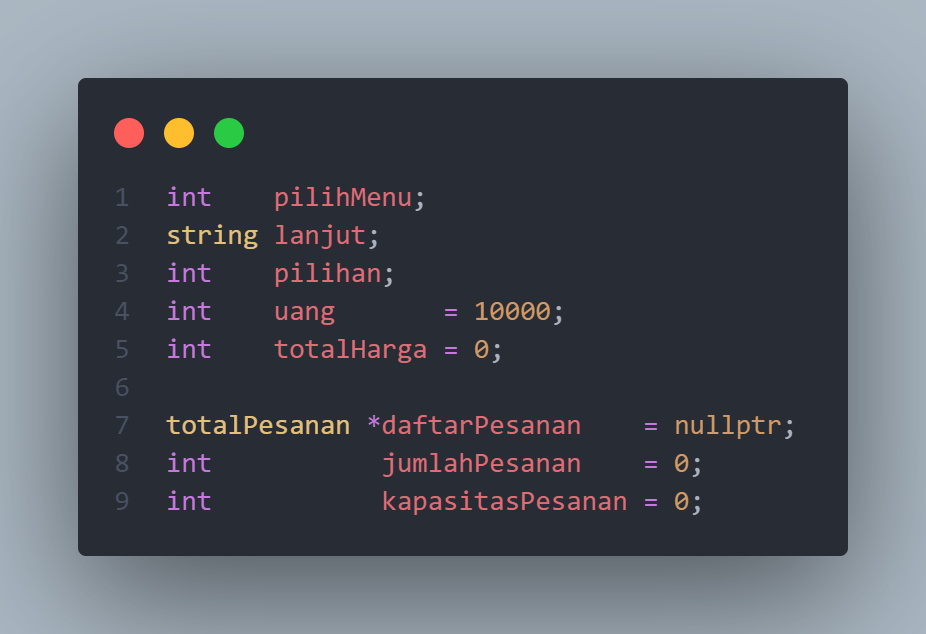 1 int    pilihMenu;
2 string lanjut;
3 int    pilihan;
4 int    uang       = 10000;
5 int    totalHarga = 0;
6
7 totalPesanan *daftarPesanan    = nullptr;
8 int           jumlahPesanan    = 0;
9 int           kapasitasPesanan = 0;